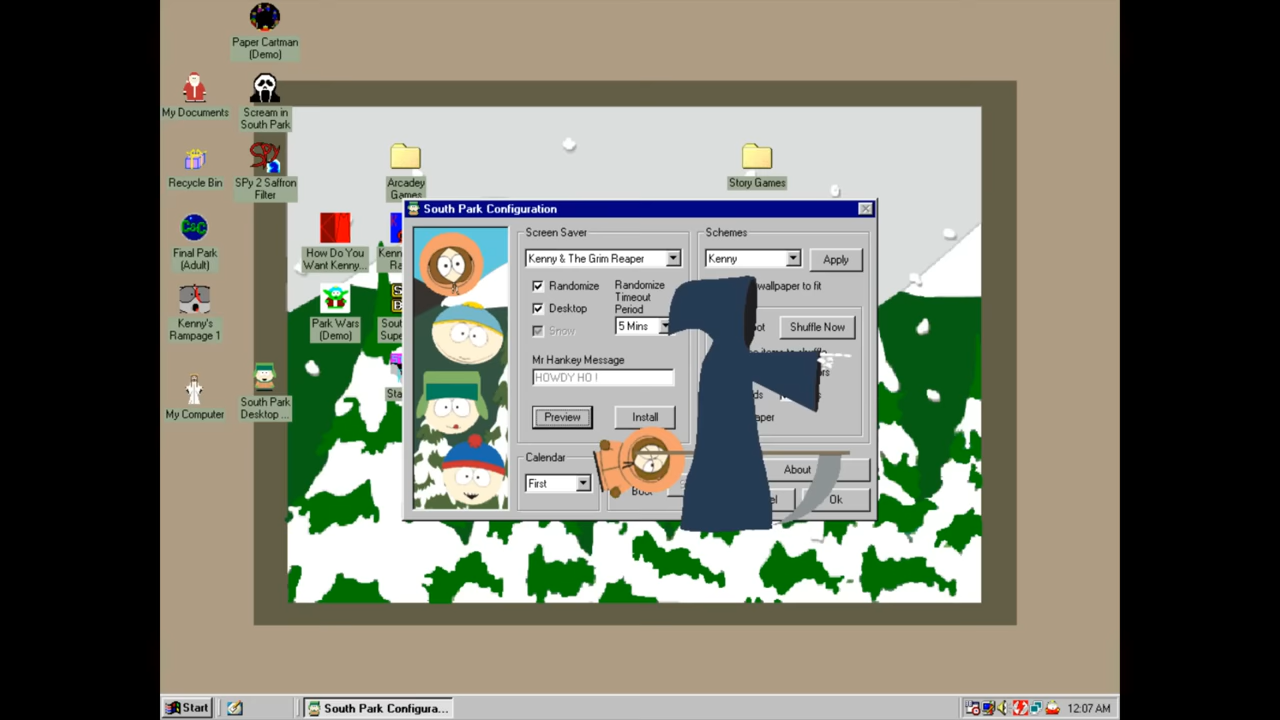 Paper Cartman
(Demo)
My Documents
Scream in
South Park
Recycle Bin
SPy 2 Saffron
Filter
Arcadey
Games
Story Games
Final Park
(Adult)
How Do You
Want Kenny...
Kenny's
Rampage 1
Park Wars
(Demo)
My Computer
South Park
Desktop ...
South Park Configuration
Screen Saver
Kenny & The Grim Reaper
Randomize
Desktop
Snow
Randomize
Timeout
Period
5 Mins
Mr Hankey Message
HOWDY HO !
Preview
Install
Calendar
First
Schemes
Kenny
Apply
wallpaper to fit
Shuffle Now
items to shuffle
About
Ok
Start
South Park Configura...
12:07 AM